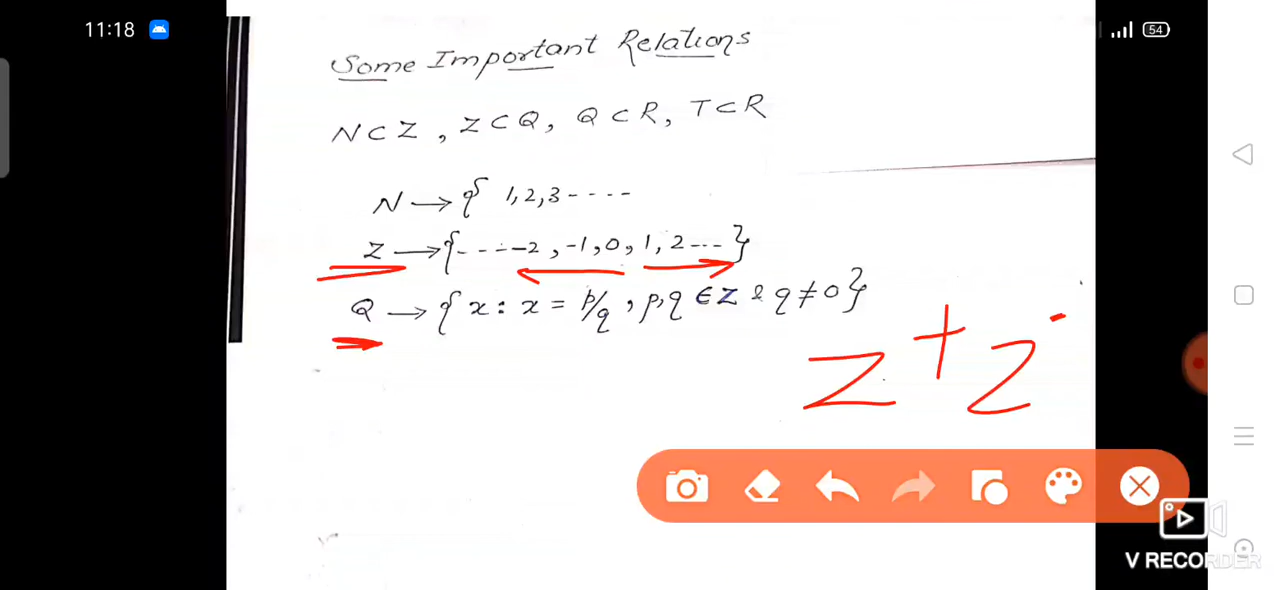 11:18
54
Some Important Relations
N⊂Z, Z⊂Q, Q⊂R, T⊂R
N → { 1, 2, 3 - - - -
Z → { - - - -2, -1, 0, 1, 2 --- }
Q → { x : x = p/q , p, q ∈ Z & q ≠ 0 }
Z⁺ Z⁻
V RECORDER